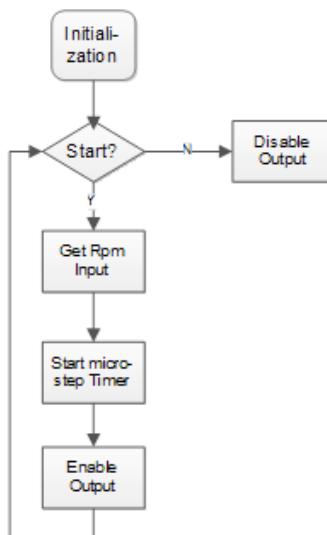 Initiali-
zation
Start?
N
Disable
Output
Y
Get Rpm
Input
Start micro-
step Timer
Enable
Output